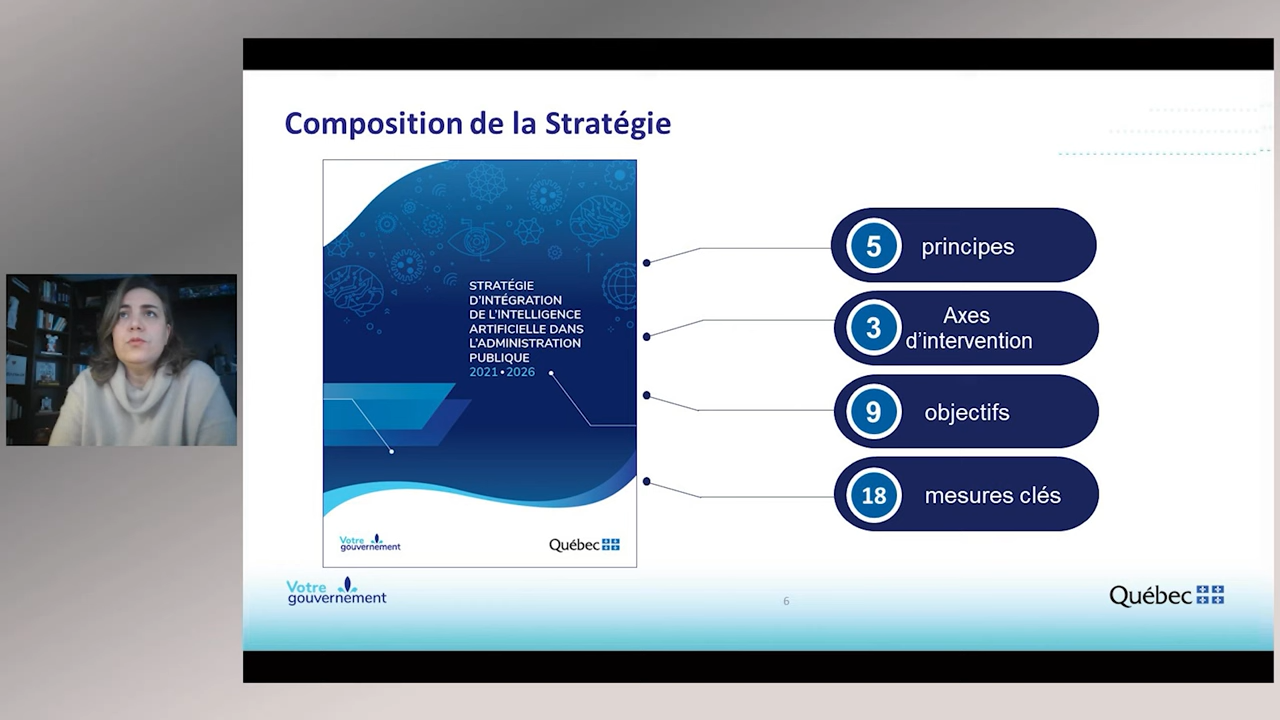 Composition de la Stratégie
STRATÉGIE
D'INTÉGRATION
DE L'INTELLIGENCE
ARTIFICIELLE DANS
L'ADMINISTRATION
PUBLIQUE
2021 • 2026
Votre
gouvernement
Québec
5 principes
3 Axes
d'intervention
9 objectifs
18 mesures clés
Votre
gouvernement
6
Québec